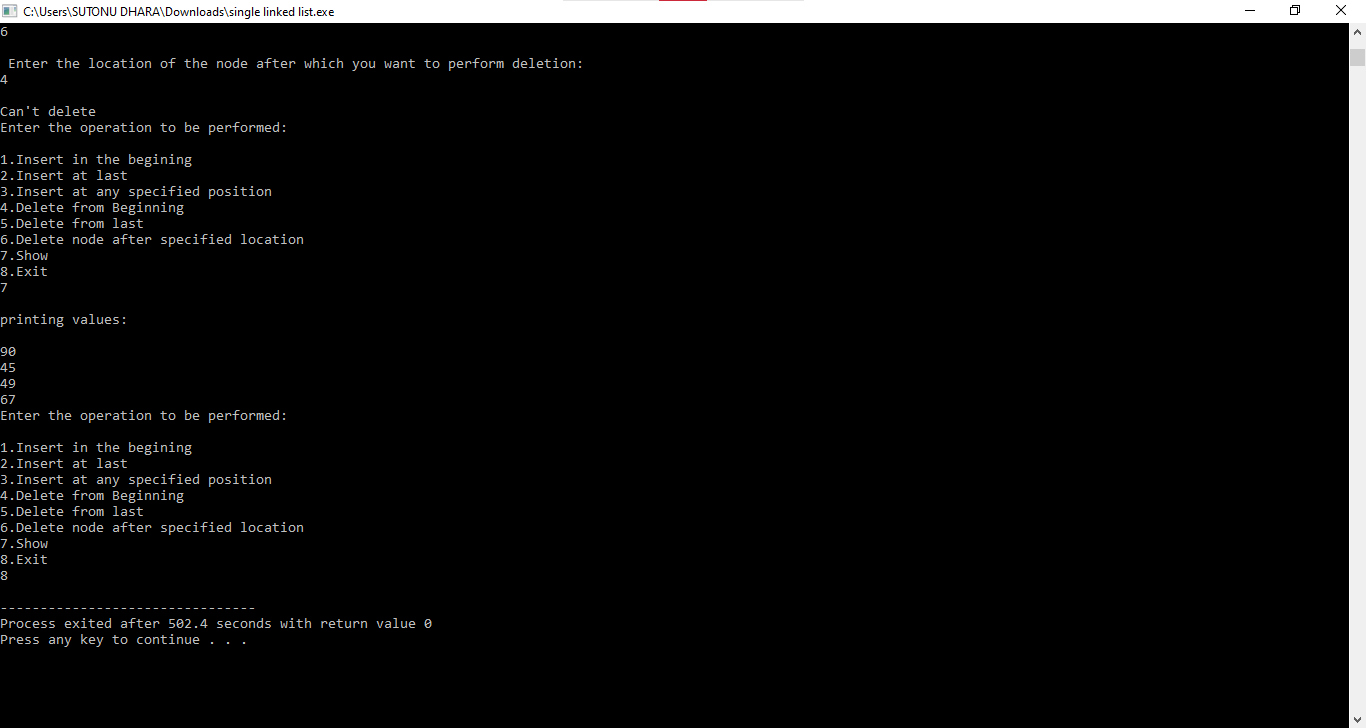 C:\Users\SUTONU DHARA\Downloads\single linked list.exe
6
Enter the location of the node after which you want to perform deletion:
4
Can't delete
Enter the operation to be performed:
1.Insert in the begining
2.Insert at last
3.Insert at any specified position
4.Delete from Beginning
5.Delete from last
6.Delete node after specified location
7.Show
8.Exit
7
printing values:
90
45
49
67
Enter the operation to be performed:
1.Insert in the begining
2.Insert at last
3.Insert at any specified position
4.Delete from Beginning
5.Delete from last
6.Delete node after specified location
7.Show
8.Exit
8
--------------------------------
Process exited after 502.4 seconds with return value 0
Press any key to continue . . .